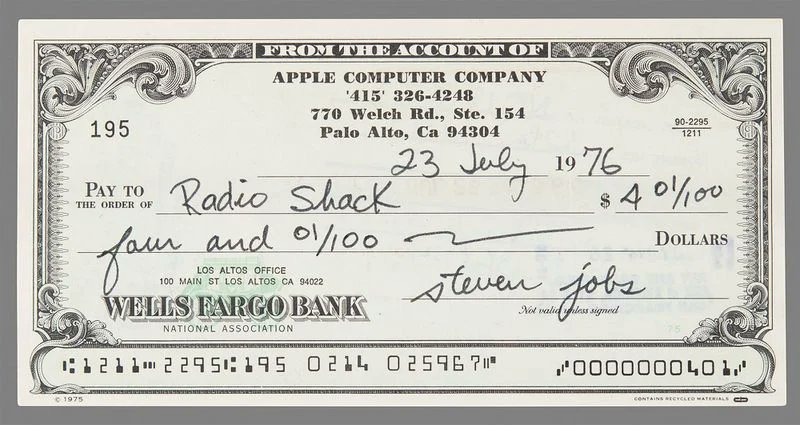 FROM THE ACCOUNT OF
APPLE COMPUTER COMPANY
'415' 326-4248
770 Welch Rd., Ste. 154
Palo Alto, Ca 94304
195
90-2295
1211
23 July 1976
PAY TO THE ORDER OF Radio Shack $ 4 01/100
four and 01/100 DOLLARS
LOS ALTOS OFFICE
100 MAIN ST LOS ALTOS CA 94022
WELLS FARGO BANK
NATIONAL ASSOCIATION
steven jobs
Not valid unless signed
75
⑆1211⑉2295⑆195 0214 025967⑈ ⑇0000000401⑇
© 1975
CONTAINS RECYCLED MATERIALS